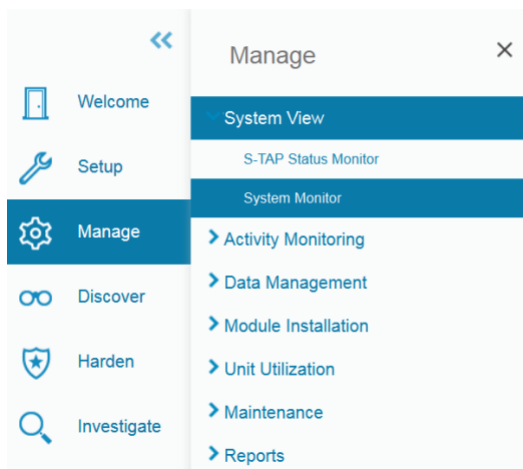 Welcome
Setup
Manage
Discover
Harden
Investigate
Manage
System View
S-TAP Status Monitor
System Monitor
Activity Monitoring
Data Management
Module Installation
Unit Utilization
Maintenance
Reports